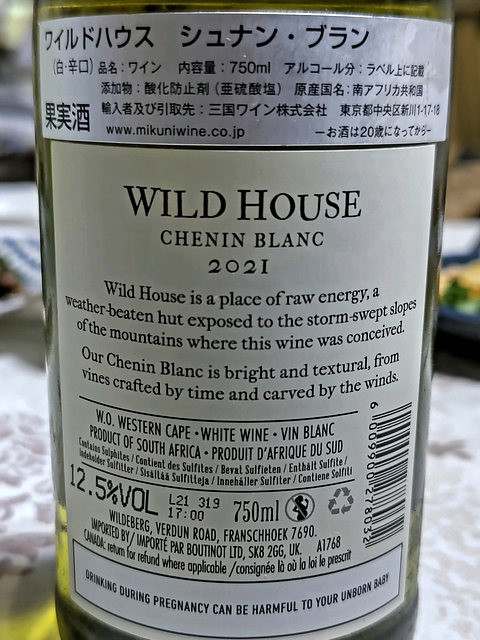 ワイルドハウス シュナン・ブラン
(白·辛口) 品名：ワイン 内容量：750ml アルコール分：ラベル上に記載
添加物：酸化防止剤（亜硫酸塩） 原産国名：南アフリカ共和国
果実酒 輸入者及び引取先：三国ワイン株会社 東京都中央区新川1-17-18
www.mikuniwine.co.jp ーお酒は20歳になってからー
WILD HOUSE
CHENIN BLANC
2021
Wild House is a place of raw energy, a
weather-beaten hut exposed to the storm-swept slopes
of the mountains where this wine was conceived.
Our Chenin Blanc is bright and textural, from
vines crafted by time and carved by the winds.
W.O. WESTERN CAPE • WHITE WINE • VIN BLANC
PRODUCT OF SOUTH AFRICA • PRODUIT D'AFRIQUE DU SUD
Contains Sulphites / Contient des Sulfites / Bevat Sulfieten / Enthält Sulfite /
Indeholder Sulfitter / Sisältää Sulfiitteja / Innehåller Sulfiter / Contiene Solfiti
12.5%VOL L21 319 17:00 750ml
WILDEBERG, VERDUN ROAD, FRANSCHHOEK 7690.
IMPORTED BY/ IMPORTÉ PAR BOUTINOT LTD, SK8 2GG, UK. A1768
CANADA: return for refund where applicable /consignée là où la loi le prescrit
6 009900 278032
DRINKING DURING PREGNANCY CAN BE HARMFUL TO YOUR UNBORN BABY